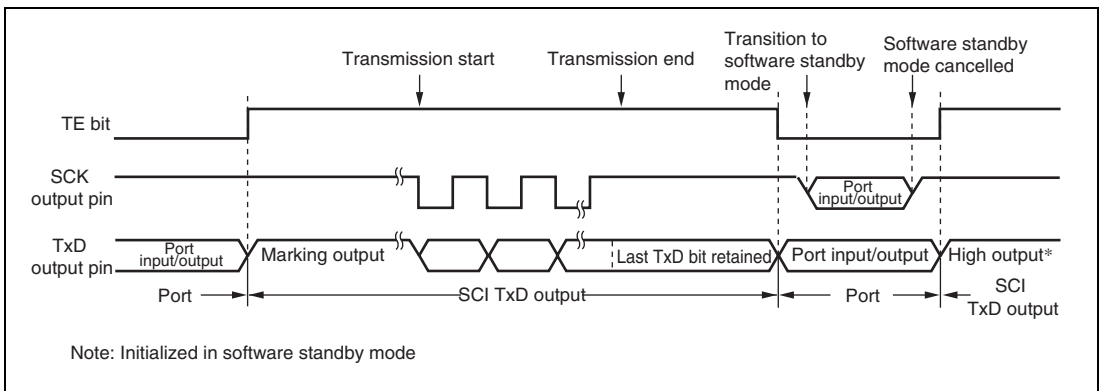 Transmission start
Transmission end
Transition to
software standby
mode
Software standby
mode cancelled
TE bit
SCK
output pin
Port
input/output
TxD
output pin
Port
input/output
Marking output
Last TxD bit retained
Port input/output
High output*
Port
SCI TxD output
Port
SCI
TxD output
Note: Initialized in software standby mode